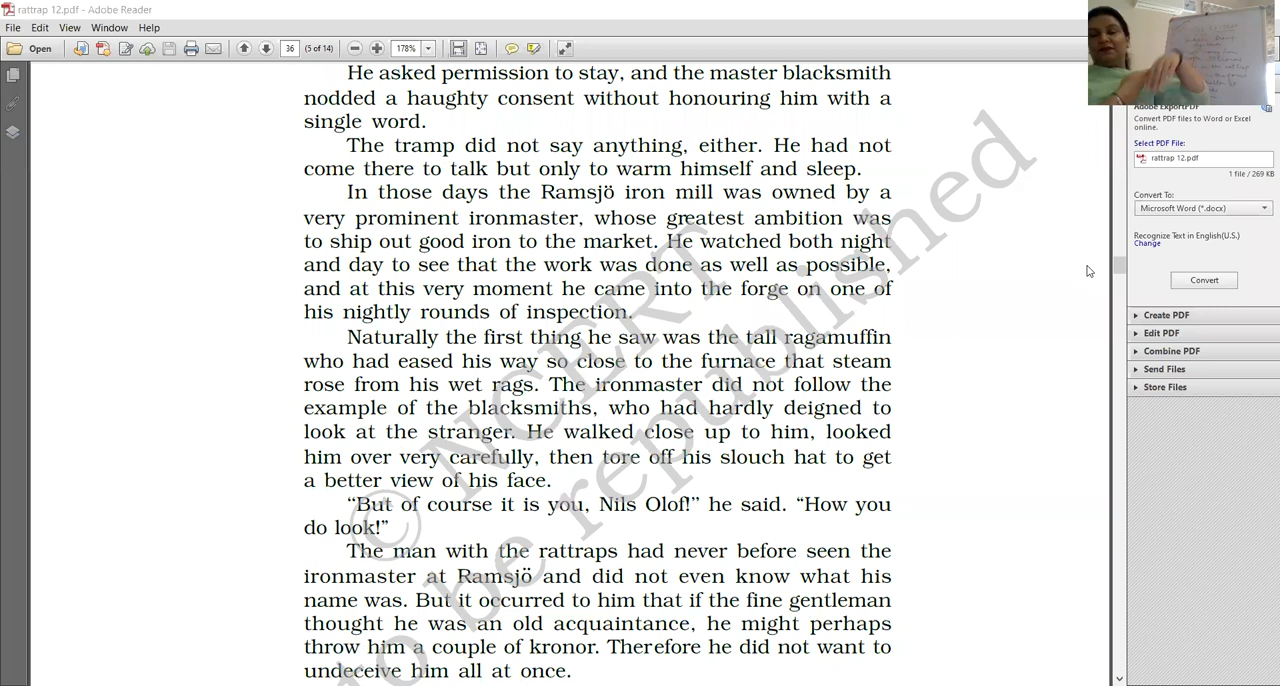 rattrap 12.pdf - Adobe Reader
File Edit View Window Help
Open 36 (5 of 14) 178%
He asked permission to stay, and the master blacksmith
nodded a haughty consent without honouring him with a
single word.
The tramp did not say anything, either. He had not
come there to talk but only to warm himself and sleep.
In those days the Ramsjö iron mill was owned by a
very prominent ironmaster, whose greatest ambition was
to ship out good iron to the market. He watched both night
and day to see that the work was done as well as possible,
and at this very moment he came into the forge on one of
his nightly rounds of inspection.
Naturally the first thing he saw was the tall ragamuffin
who had eased his way so close to the furnace that steam
rose from his wet rags. The ironmaster did not follow the
example of the blacksmiths, who had hardly deigned to
look at the stranger. He walked close up to him, looked
him over very carefully, then tore off his slouch hat to get
a better view of his face.
“But of course it is you, Nils Olof!” he said. “How you
do look!”
The man with the rattraps had never before seen the
ironmaster at Ramsjö and did not even know what his
name was. But it occurred to him that if the fine gentleman
thought he was an old acquaintance, he might perhaps
throw him a couple of kronor. Therefore he did not want to
undeceive him all at once.
© NCERT
to be republished
Adobe ExportPDF
Convert PDF files to Word or Excel
online.
Select PDF File:
rattrap 12.pdf
1 file / 269 KB
Convert To:
Microsoft Word (*.docx)
Recognize Text in English(U.S.)
Change
Convert
Create PDF
Edit PDF
Combine PDF
Send Files
Store Files